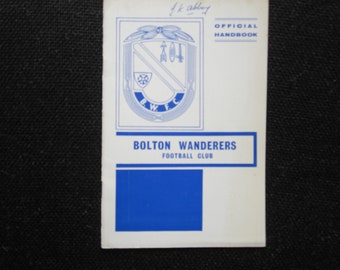 OFFICIAL
HANDBOOK
B W F C
BOLTON WANDERERS
FOOTBALL CLUB